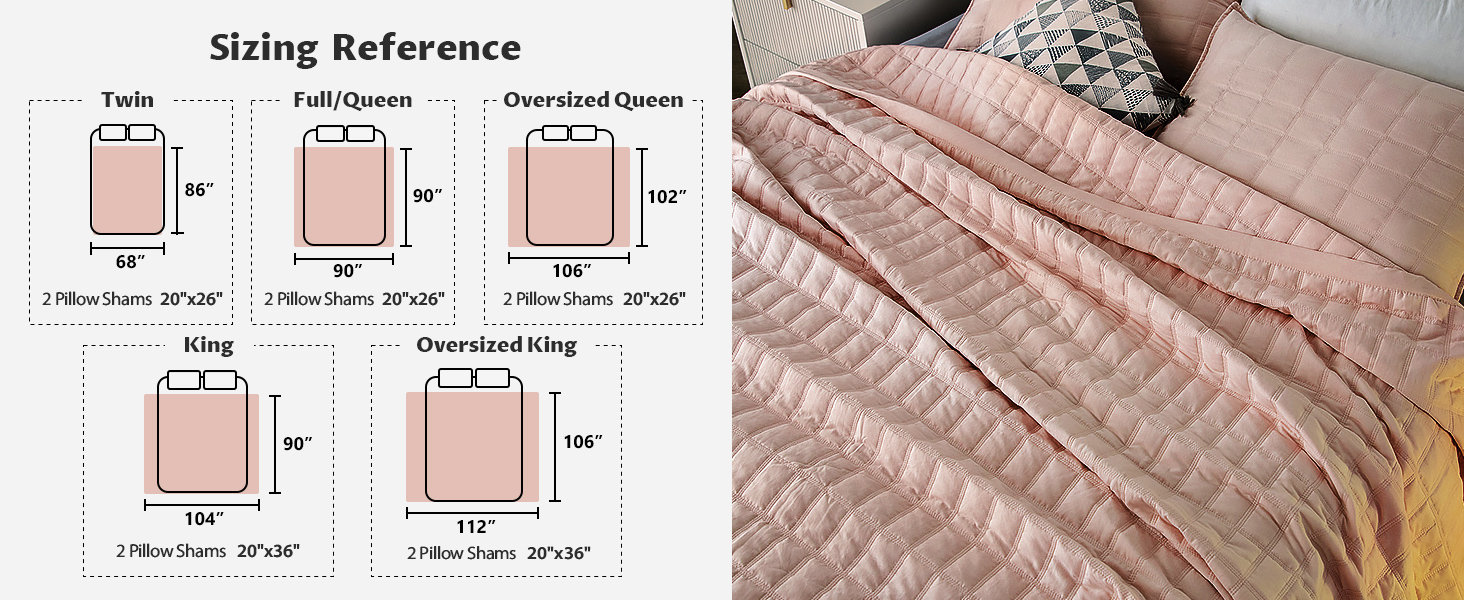 Sizing Reference
Twin
86”
68”
2 Pillow Shams 20"x26"
Full/Queen
90”
90”
2 Pillow Shams 20"x26"
Oversized Queen
102”
106”
2 Pillow Shams 20"x26"
King
90”
104”
2 Pillow Shams 20"x36"
Oversized King
106”
112”
2 Pillow Shams 20"x36"